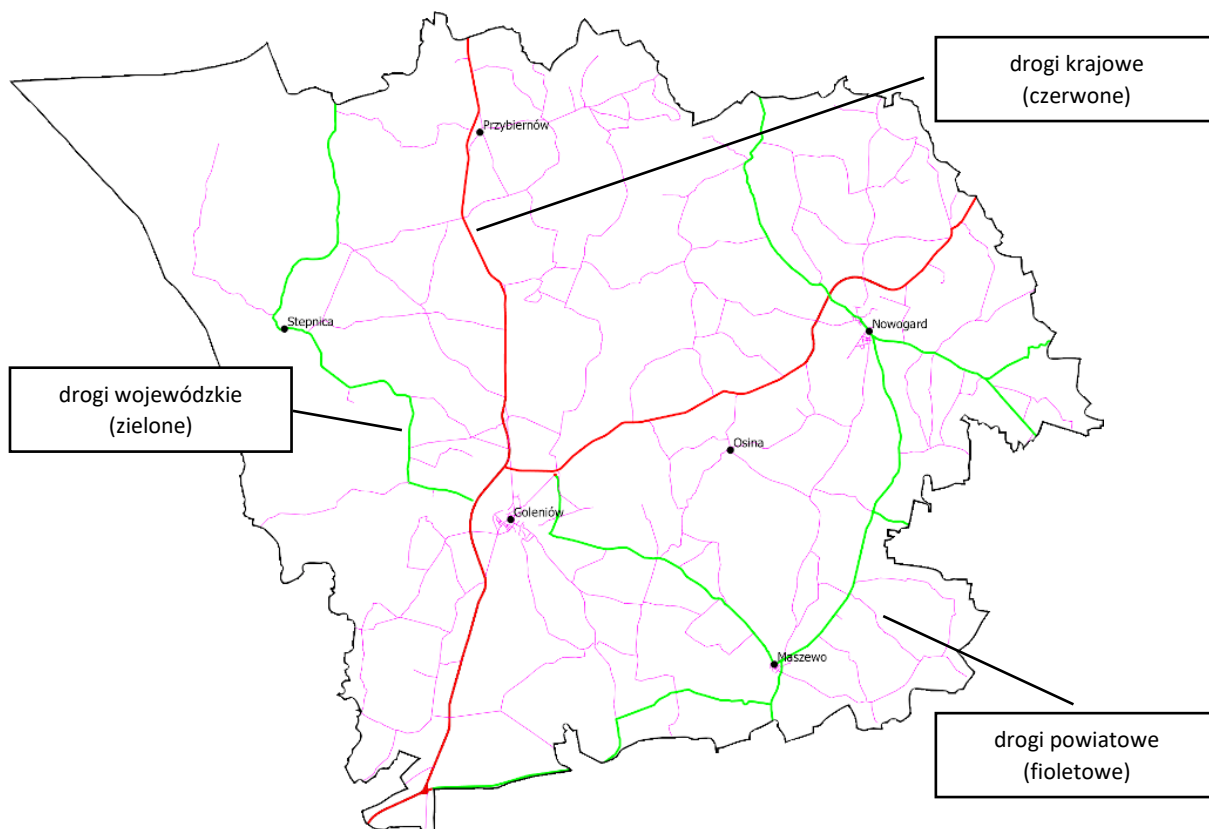 drogi krajowe
(czerwone)
Przybiernów
Stepnica
Nowogard
drogi wojewódzkie
(zielone)
Osina
Goleniów
Maszewo
drogi powiatowe
(fioletowe)